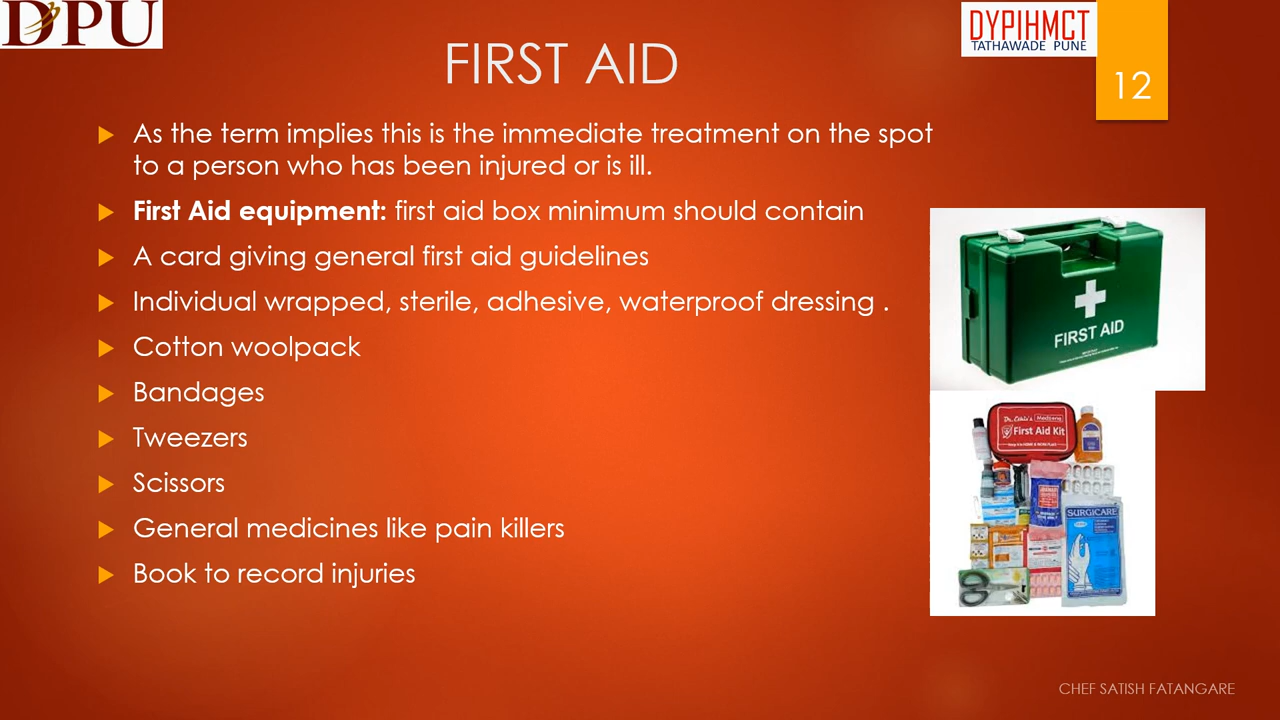 DPU
DYPIHMCT
TATHAWADE PUNE
FIRST AID
12
As the term implies this is the immediate treatment on the spot
to a person who has been injured or is ill.
First Aid equipment: first aid box minimum should contain
A card giving general first aid guidelines
Individual wrapped, sterile, adhesive, waterproof dressing .
Cotton woolpack
Bandages
Tweezers
Scissors
General medicines like pain killers
Book to record injuries
FIRST AID
First Aid Kit
SURGICARE
CHEF SATISH FATANGARE